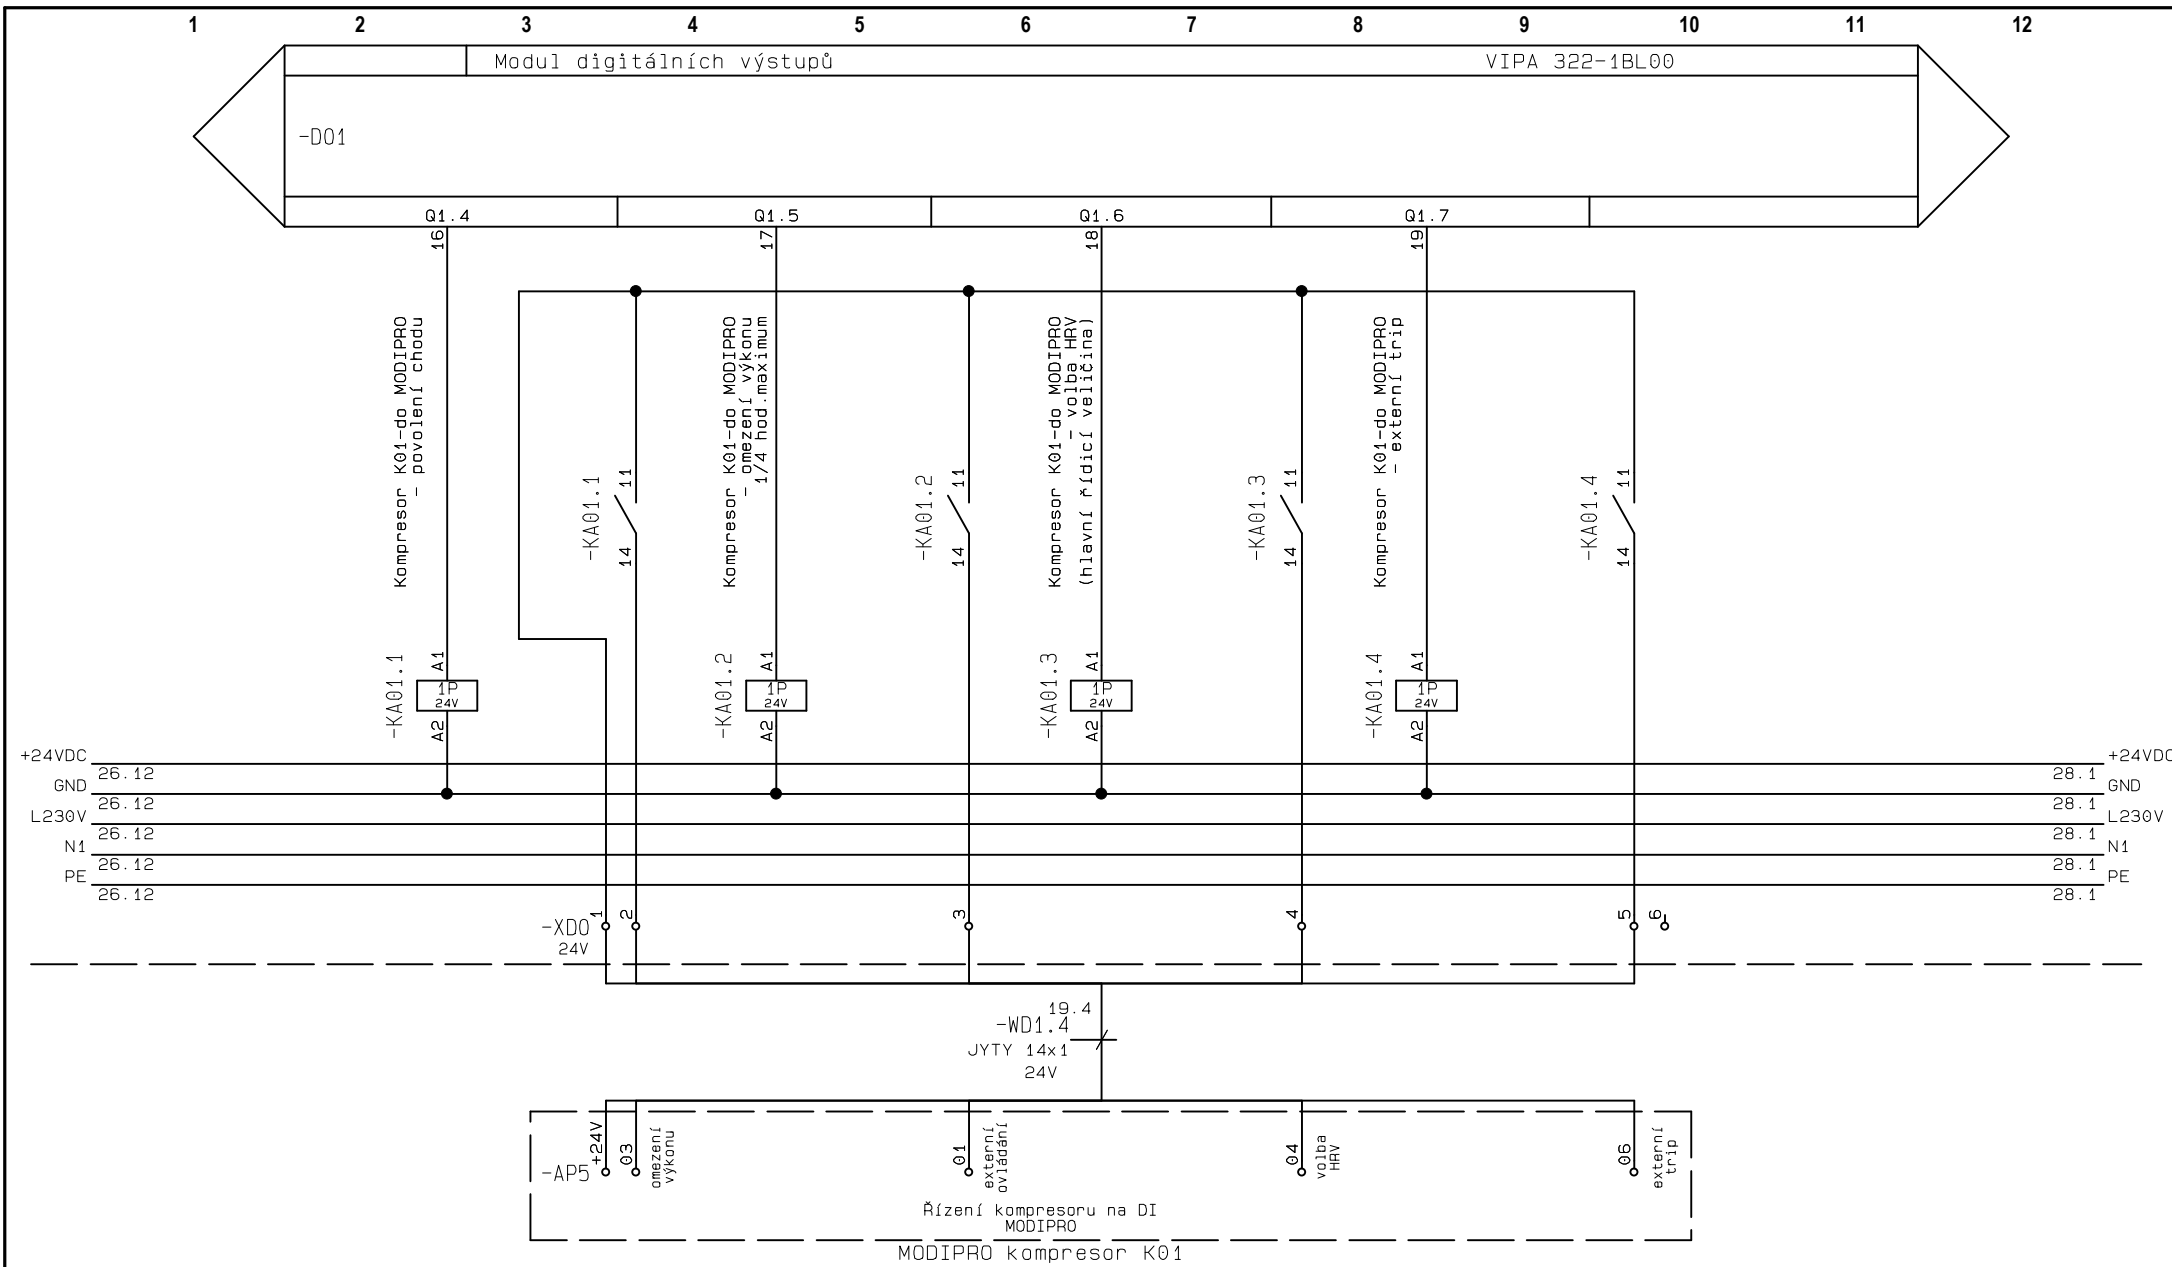 1 2 3 4 5 6 7 8 9 10 11 12
Modul digitálních výstupů VIPA 322-1BL00
-DO1
Q1.4 Q1.5 Q1.6 Q1.7
16 17 18 19
Kompresor K01-do MODIPRO
- povolení chodu
-KA01.1 11 14
Kompresor K01-do MODIPRO
- omezení výkonu
1/4 hod.maximum
-KA01.2 11 14
Kompresor K01-do MODIPRO
- volba HRV
(hlavní řídicí veličina)
-KA01.3 11 14
Kompresor K01-do MODIPRO
- externí trip
-KA01.4 11 14
-KA01.1 A1 1P 24V A2
-KA01.2 A1 1P 24V A2
-KA01.3 A1 1P 24V A2
-KA01.4 A1 1P 24V A2
+24VDC 26.12 28.1 +24VDC
GND 26.12 28.1 GND
L230V 26.12 28.1 L230V
N1 26.12 28.1 N1
PE 26.12 28.1 PE
-XDO 1 2 3 4 5 6
24V
19.4
-WD1.4
JYTY 14x1
24V
-AP5 +24V 03 01 04 06
omezení
výkonu
externí
ovládání
volba
HRV
externí
trip
Řízení kompresoru na DI
MODIPRO
MODIPRO kompresor K01